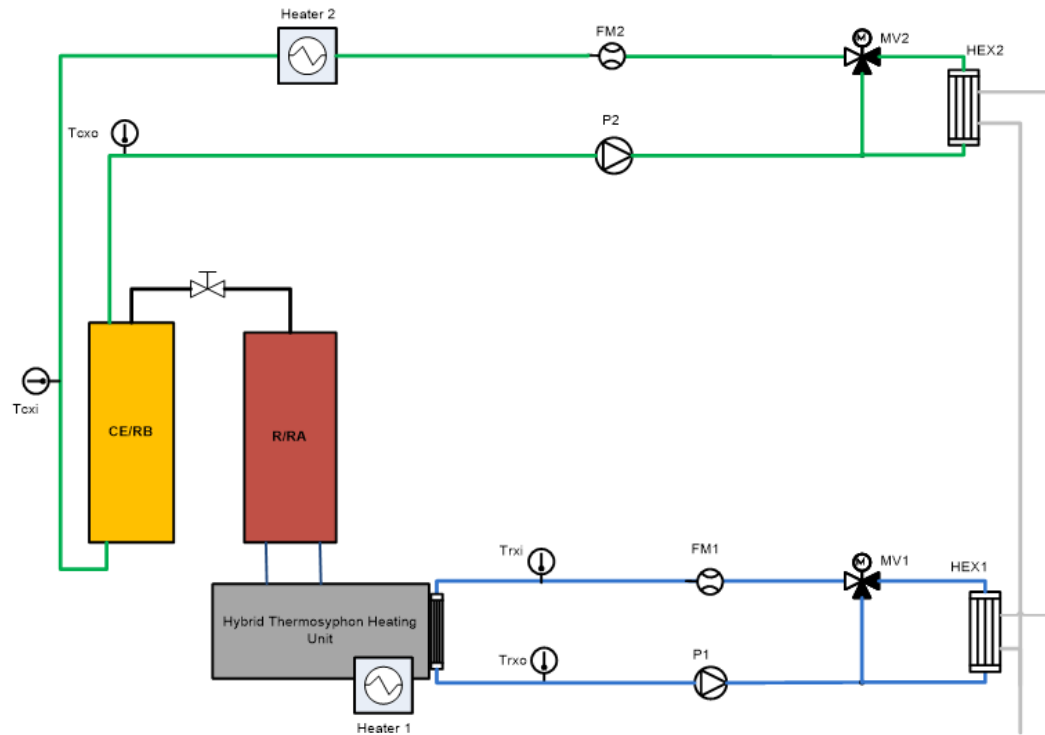 Heater 2
FM2
M
MV2
HEX2
Tcxo
P2
Tcxi
CE/RB
R/RA
Trxi
FM1
M
MV1
HEX1
Hybrid Thermosyphon Heating
Unit
Trxo
P1
Heater 1